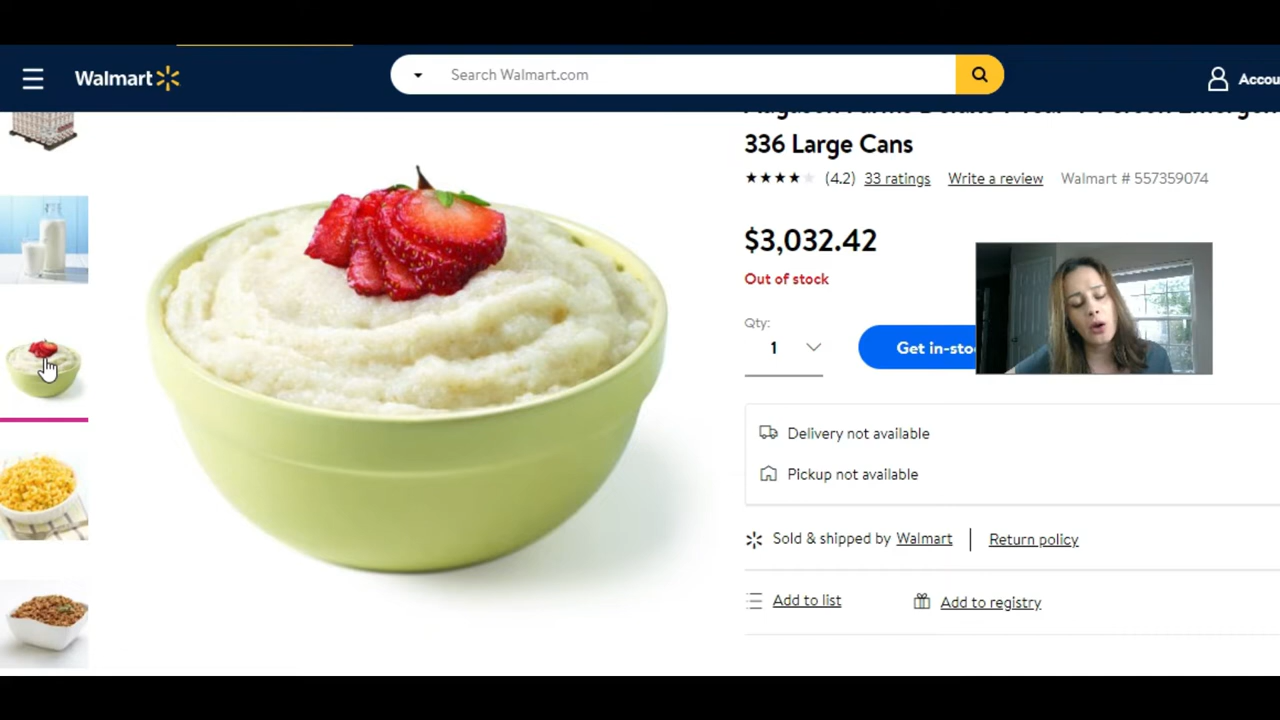 Walmart
Search Walmart.com
Accou
336 Large Cans
(4.2) 33 ratings Write a review Walmart # 557359074
$3,032.42
Out of stock
Qty:
1
Get in-sto
Delivery not available
Pickup not available
Sold & shipped by Walmart | Return policy
Add to list
Add to registry